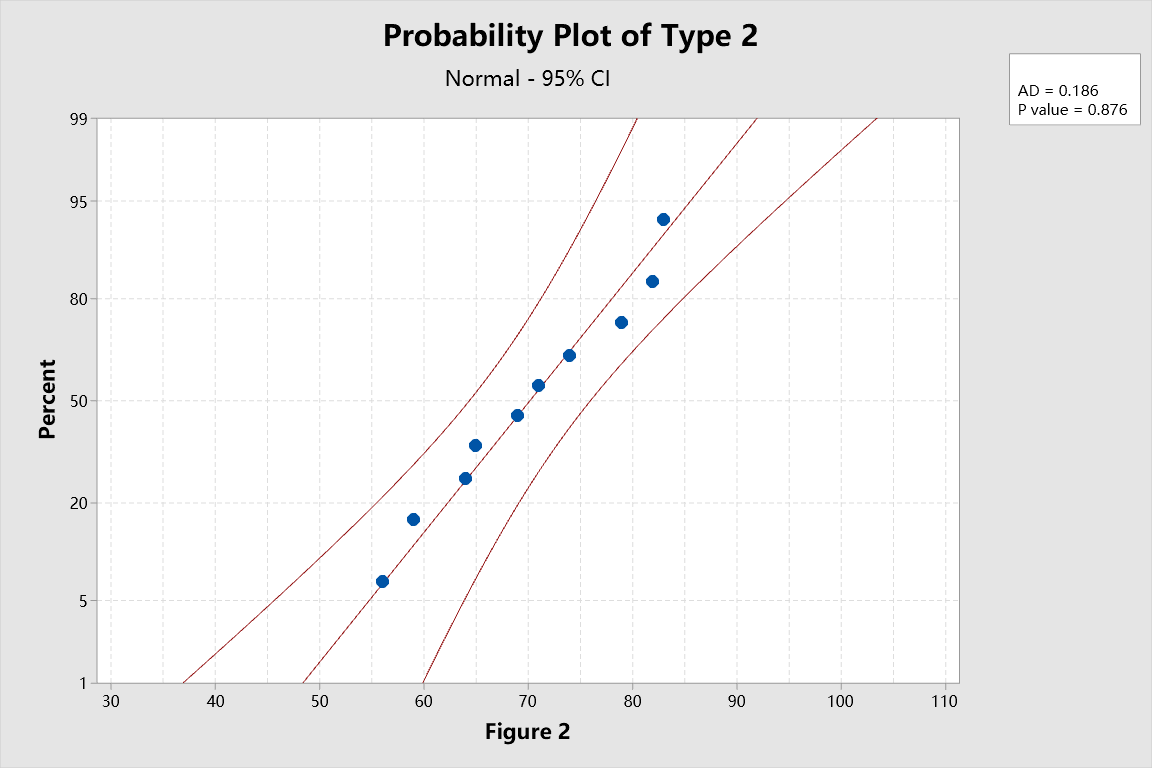 Probability Plot of Type 2
Normal - 95% CI
AD = 0.186
P value = 0.876
99
95
80
50
20
5
1
Percent
30 40 50 60 70 80 90 100 110
Figure 2